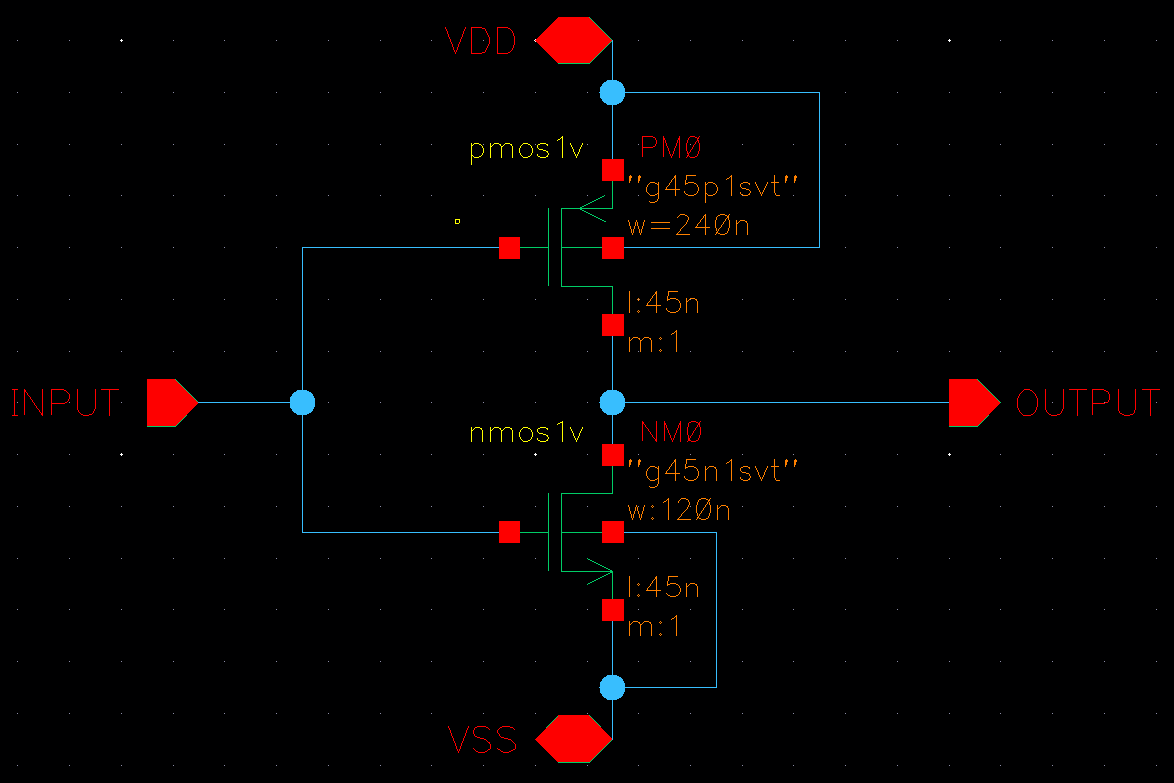 VDD
pmos1v
PM0
"g45p1svt"
w=240n
l:45n
m:1
INPUT
OUTPUT
nmos1v
NM0
"g45n1svt"
w:120n
l:45n
m:1
VSS